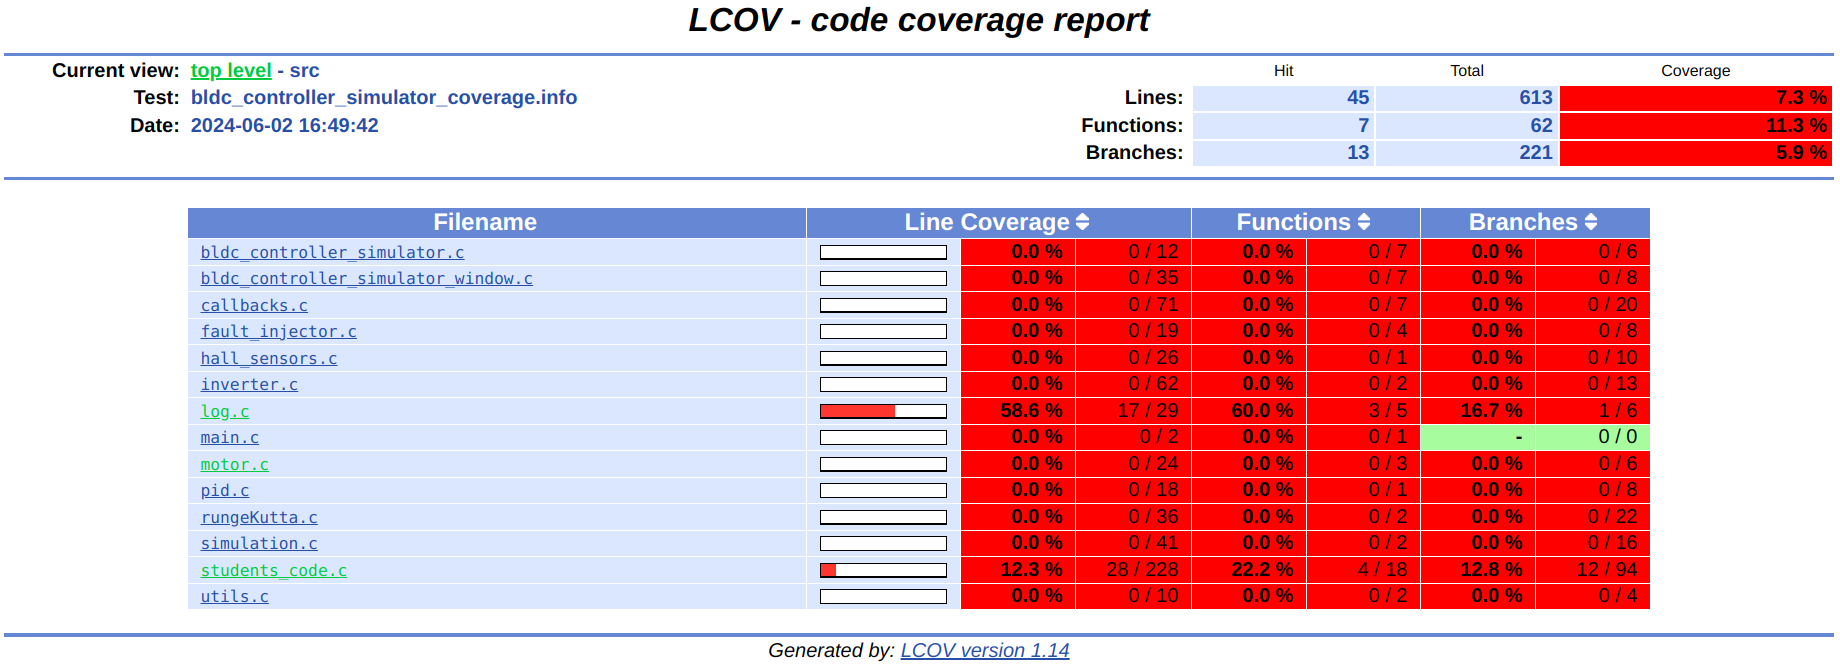 LCOV - code coverage report
Current view: top level - src Hit Total Coverage
Test: bldc_controller_simulator_coverage.info Lines: 45 613 7.3 %
Date: 2024-06-02 16:49:42 Functions: 7 62 11.3 %
Branches: 13 221 5.9 %
Filename Line Coverage Functions Branches
bldc_controller_simulator.c 0.0 % 0 / 12 0.0 % 0 / 7 0.0 % 0 / 6
bldc_controller_simulator_window.c 0.0 % 0 / 35 0.0 % 0 / 7 0.0 % 0 / 8
callbacks.c 0.0 % 0 / 71 0.0 % 0 / 7 0.0 % 0 / 20
fault_injector.c 0.0 % 0 / 19 0.0 % 0 / 4 0.0 % 0 / 8
hall_sensors.c 0.0 % 0 / 26 0.0 % 0 / 1 0.0 % 0 / 10
inverter.c 0.0 % 0 / 62 0.0 % 0 / 2 0.0 % 0 / 13
log.c 58.6 % 17 / 29 60.0 % 3 / 5 16.7 % 1 / 6
main.c 0.0 % 0 / 2 0.0 % 0 / 1 - 0 / 0
motor.c 0.0 % 0 / 24 0.0 % 0 / 3 0.0 % 0 / 6
pid.c 0.0 % 0 / 18 0.0 % 0 / 1 0.0 % 0 / 8
rungeKutta.c 0.0 % 0 / 36 0.0 % 0 / 2 0.0 % 0 / 22
simulation.c 0.0 % 0 / 41 0.0 % 0 / 2 0.0 % 0 / 16
students_code.c 12.3 % 28 / 228 22.2 % 4 / 18 12.8 % 12 / 94
utils.c 0.0 % 0 / 10 0.0 % 0 / 2 0.0 % 0 / 4
Generated by: LCOV version 1.14